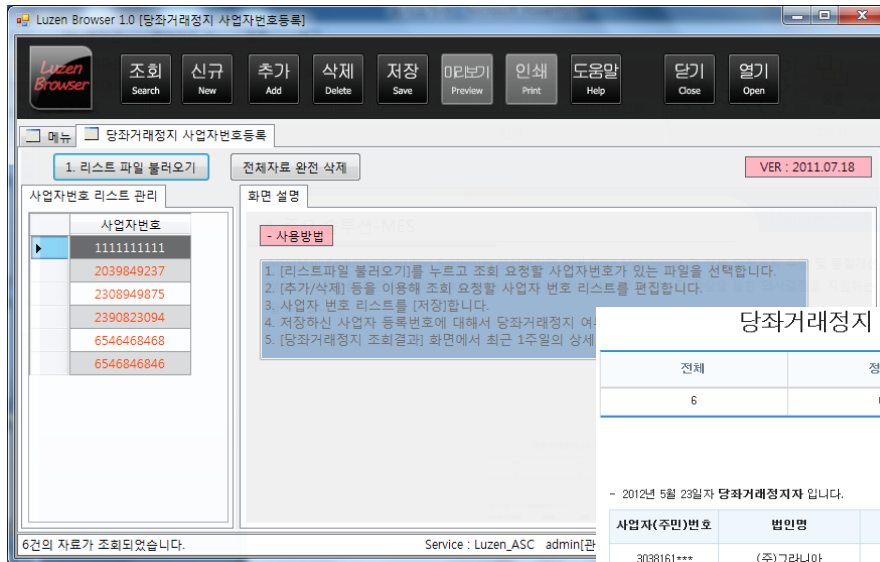 Luzen Browser 1.0 [당좌거래정지 사업자번호등록]
Luzen Browser
조회 Search
신규 New
추가 Add
삭제 Delete
저장 Save
미리보기 Preview
인쇄 Print
도움말 Help
닫기 Close
열기 Open
메뉴
당좌거래정지 사업자번호등록
1. 리스트 파일 불러오기
전체자료 완전 삭제
VER : 2011.07.18
사업자번호 리스트 관리
사업자번호
1111111111
2039849237
2308949875
2390823094
6546468468
6546846846
화면 설명
- 사용방법
1. [리스트파일 불러오기]를 누르고 조회 요청할 사업자번호가 있는 파일을 선택합니다.
2. [추가/삭제] 등을 이용해 조회 요청할 사업자 번호 리스트를 편집합니다.
3. 사업자 번호 리스트를 [저장]합니다.
4. 저장하신 사업자 등록번호에 대해서 당좌거래정지
5. [당좌거래정지 조회결과] 화면에서 최근 1주일의 상세
당좌거래정지
전체
6
- 2012년 5월 23일자 당좌거래정지자 입니다.
사업자(주민)번호 법인명
3038161*** (주)그라니아
6건의 자료가 조회되었습니다.
Service : Luzen_ASC admin[관